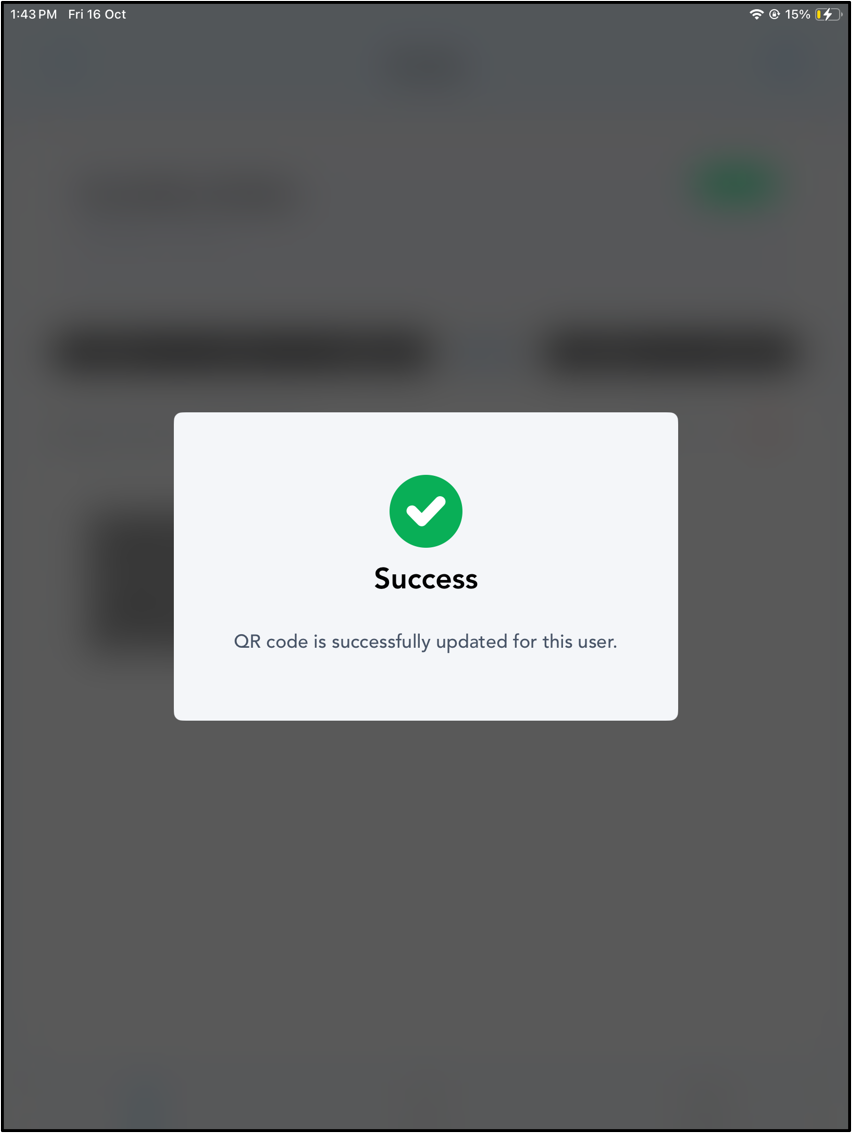 1:43 PM Fri 16 Oct 15%
Success
QR code is successfully updated for this user.